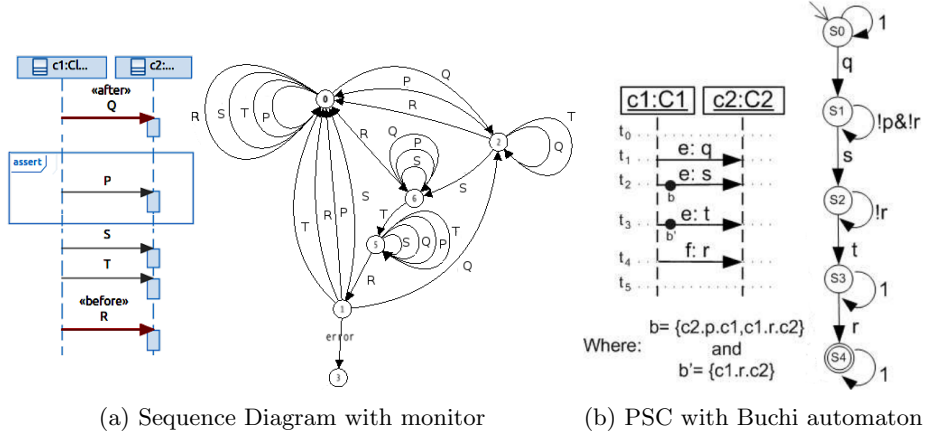 c1:Cl...
c2:...
«after»
Q
assert
P
S
T
«before»
R
R
S
T
P
0
P
Q
R
2
T
Q
R
Q
P
S
6
S
S
T
5
S
Q
P
T
T
R
P
R
1
Q
error
3
c1:C1
c2:C2
t0
t1
e: q
t2
e: s
b
t3
e: t
b'
t4
f: r
t5
b= {c2.p.c1,c1.r.c2}
Where:
and
b'= {c1.r.c2}
S0
1
q
S1
!p&!r
s
S2
!r
t
S3
1
r
S4
1
(a) Sequence Diagram with monitor
(b) PSC with Buchi automaton